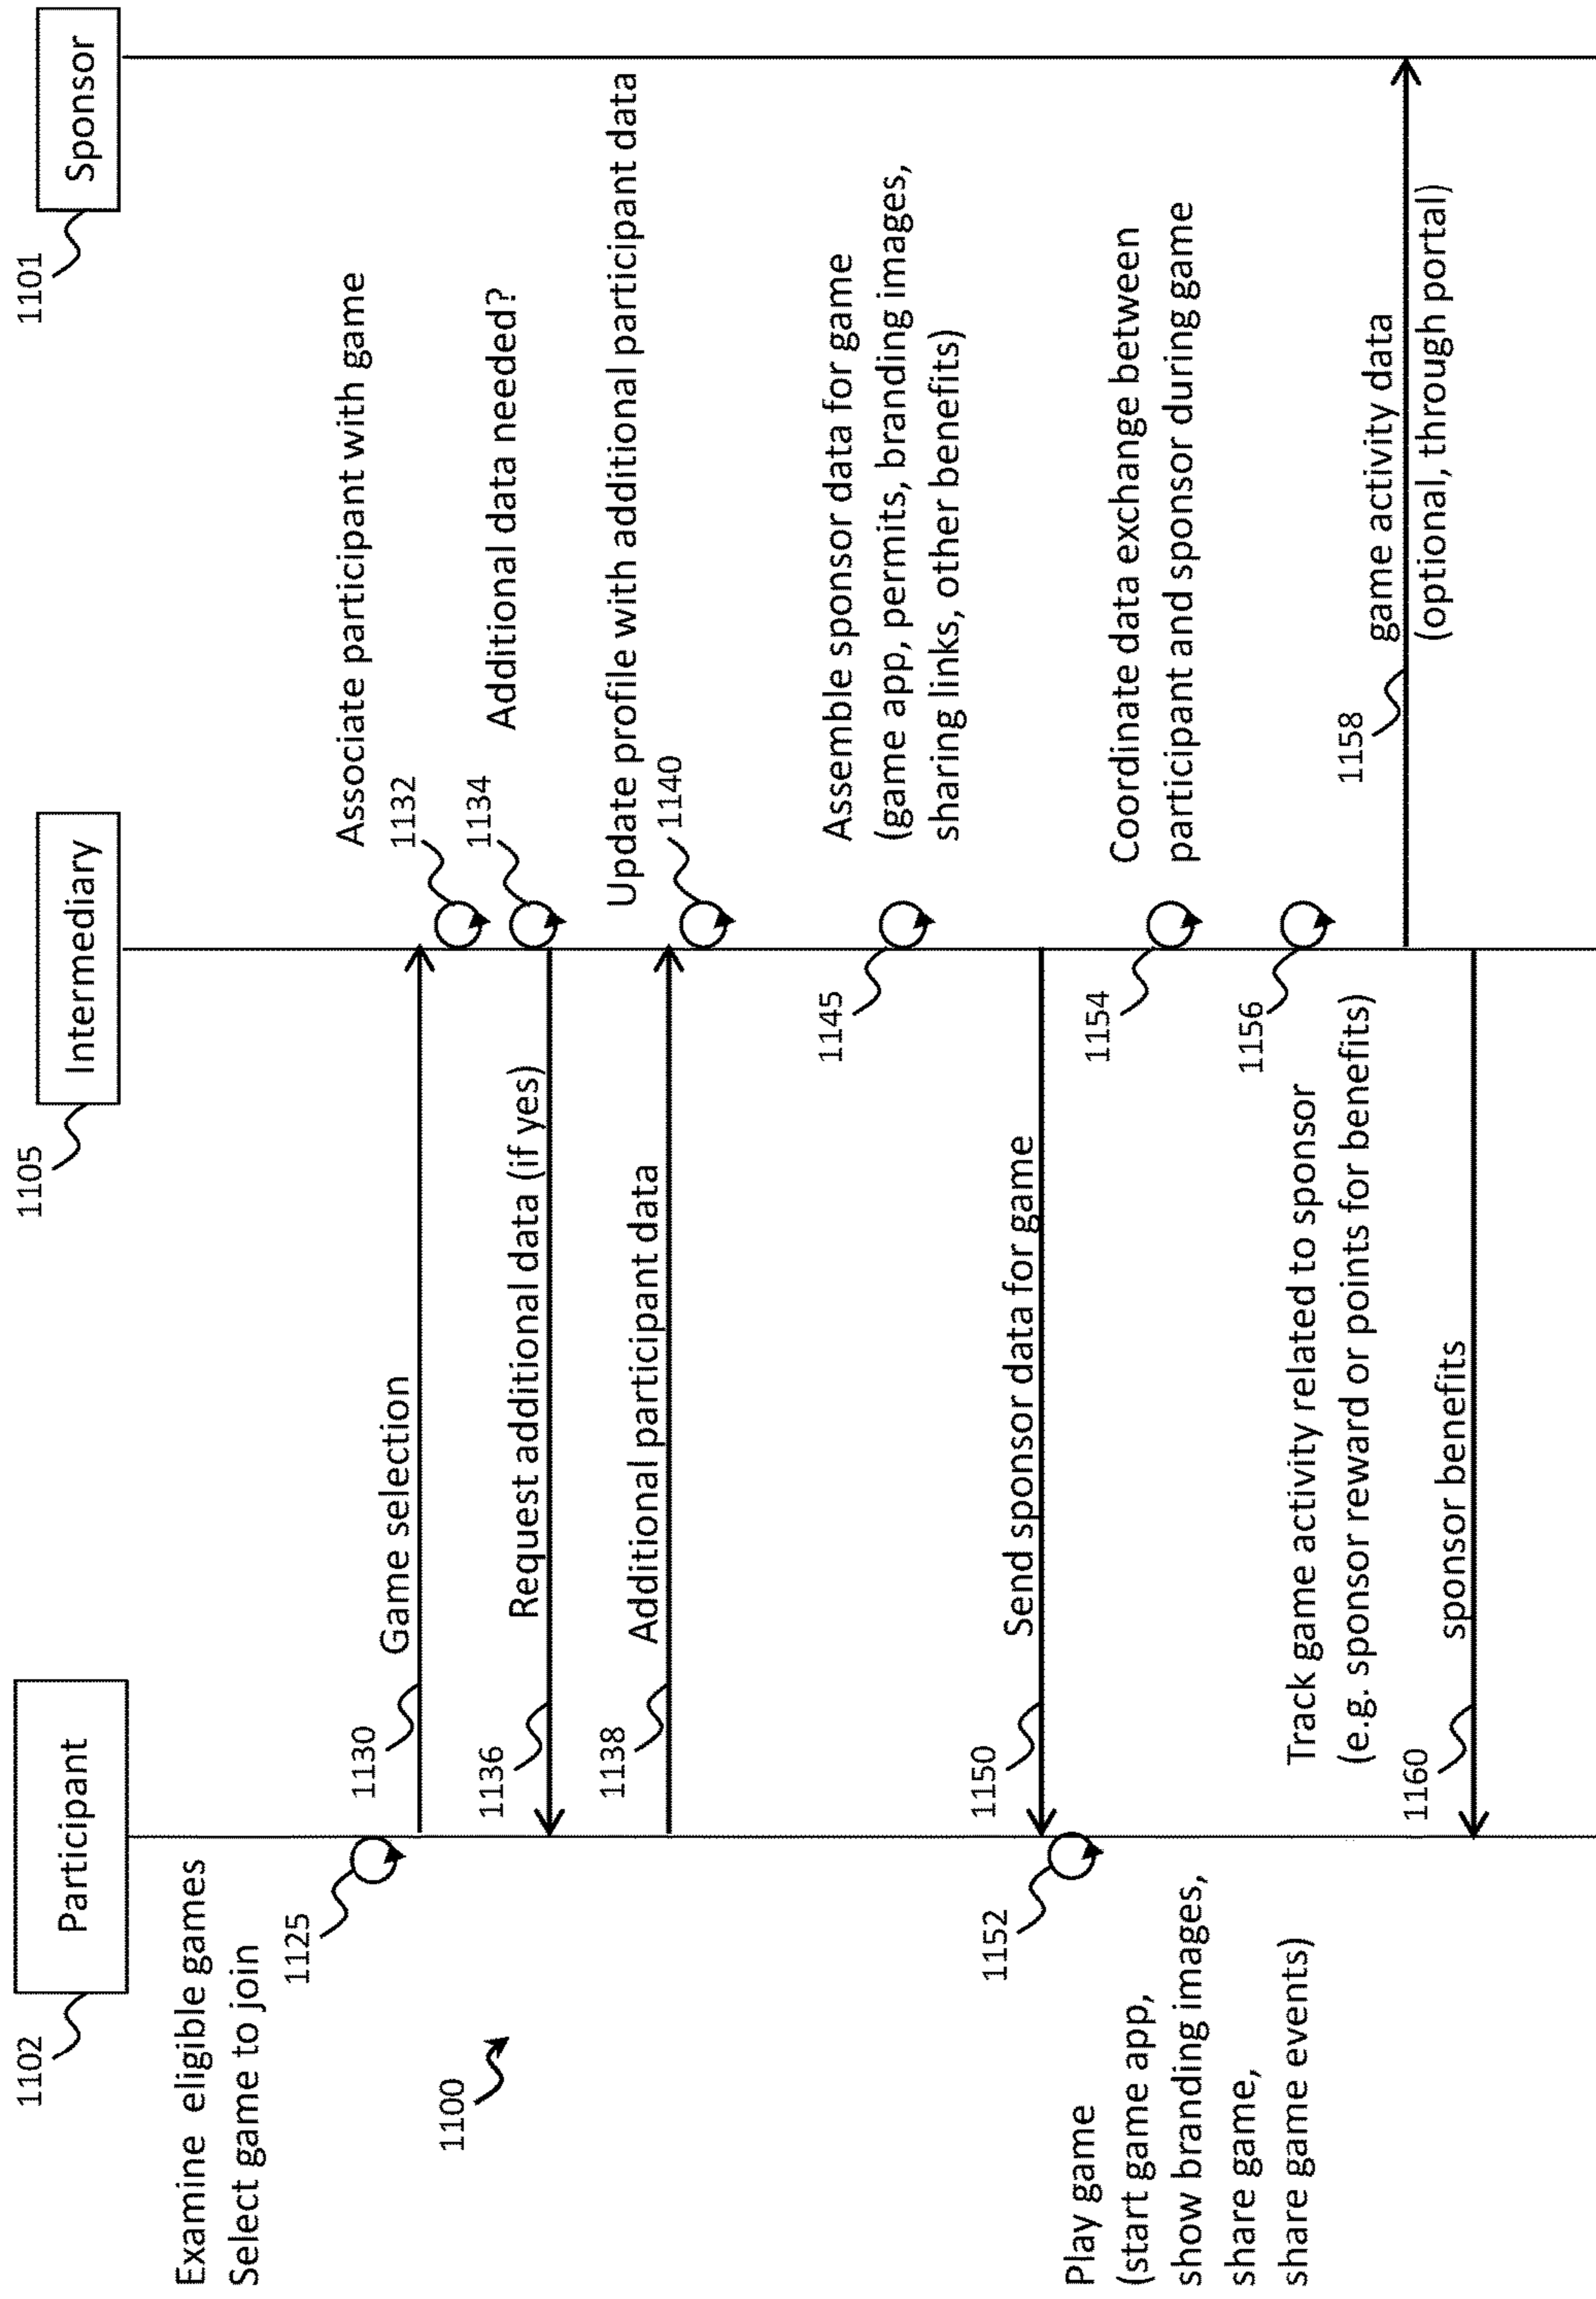 1102
Participant
1105
Intermediary
1101
Sponsor
Examine eligible games
Select game to join
1125
1130
Game selection
Associate participant with game
1132
1134
Additional data needed?
1100
1136
Request additional data (if yes)
1138
Additional participant data
Update profile with additional participant data
1140
1145
Assemble sponsor data for game
(game app, permits, branding images,
sharing links, other benefits)
1150
Send sponsor data for game
1152
Play game
(start game app,
show branding images,
share game,
share game events)
1154
Coordinate data exchange between
participant and sponsor during game
1156
Track game activity related to sponsor
(e.g. sponsor reward or points for benefits)
1158
game activity data
(optional, through portal)
1160
sponsor benefits